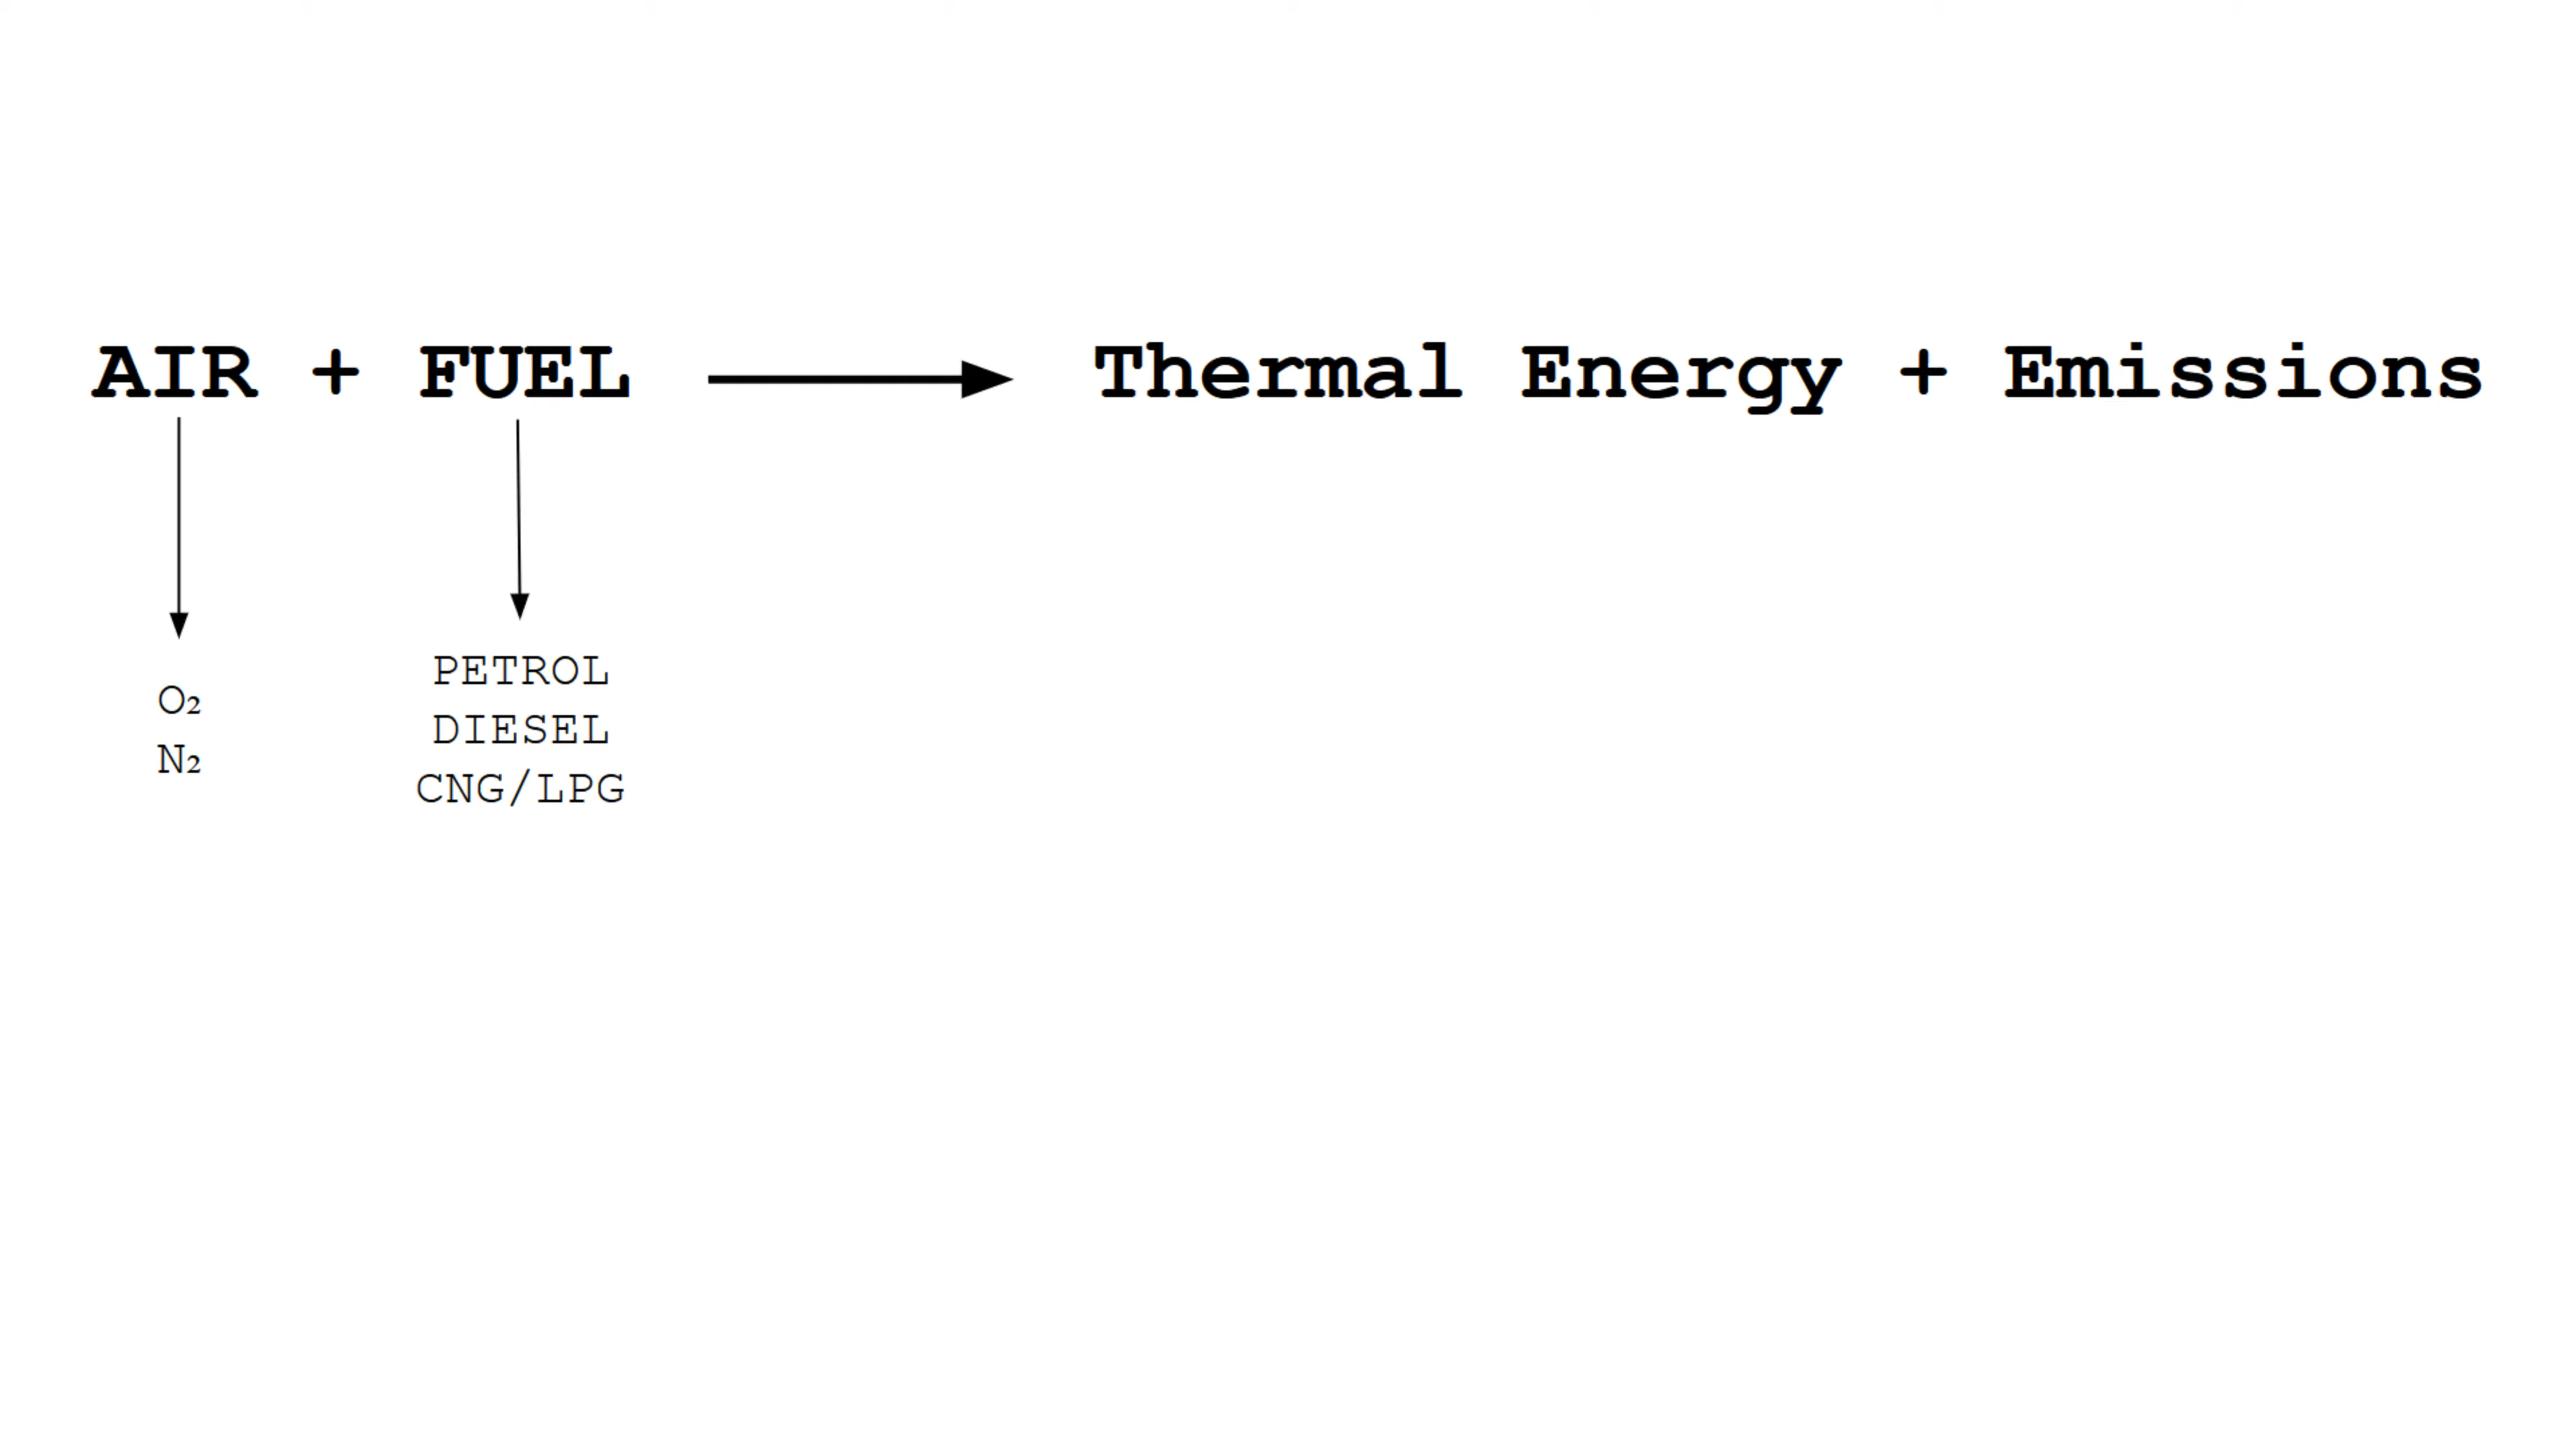 AIR + FUEL Thermal Energy + Emissions
O₂
N₂
PETROL
DIESEL
CNG/LPG